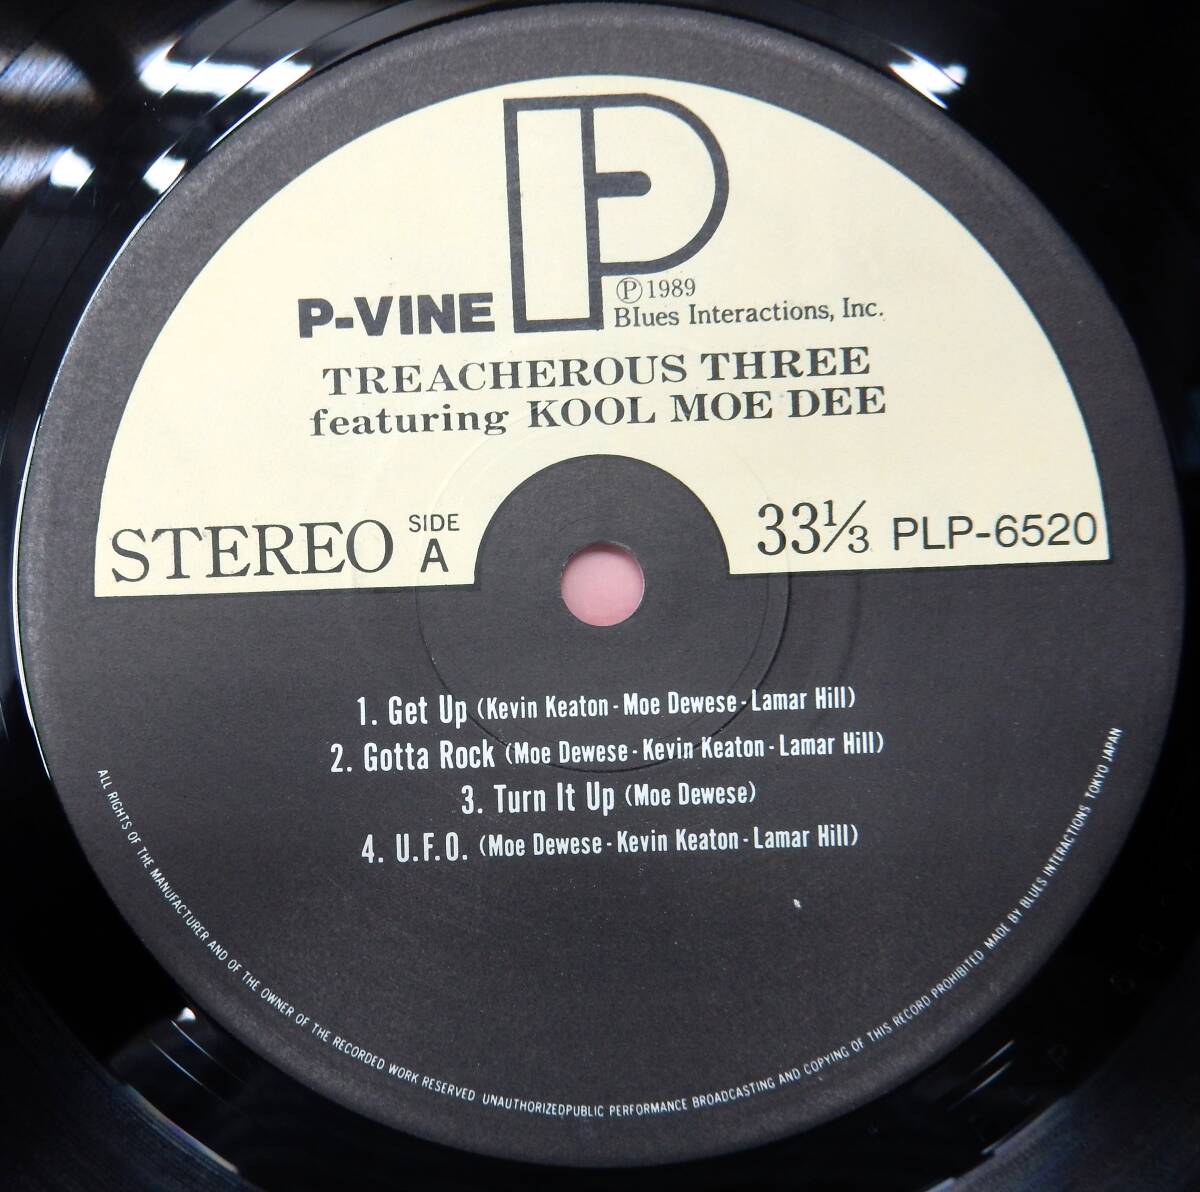 P-VINE
Ⓟ1989
Blues Interactions, Inc.
TREACHEROUS THREE
featuring KOOL MOE DEE
STEREO SIDE A
33⅓ PLP-6520
1. Get Up (Kevin Keaton - Moe Dewese - Lamar Hill)
2. Gotta Rock (Moe Dewese - Kevin Keaton - Lamar Hill)
3. Turn It Up (Moe Dewese)
4. U.F.O. (Moe Dewese - Kevin Keaton - Lamar Hill)
ALL RIGHTS OF THE MANUFACTURER AND OF THE OWNER OF THE RECORDED WORK RESERVED UNAUTHORIZEDPUBLIC PERFORMANCE BROADCASTING AND COPYING OF THIS RECORD PROHIBITED MADE BY BLUES INTERACTIONS TOKYO JAPAN